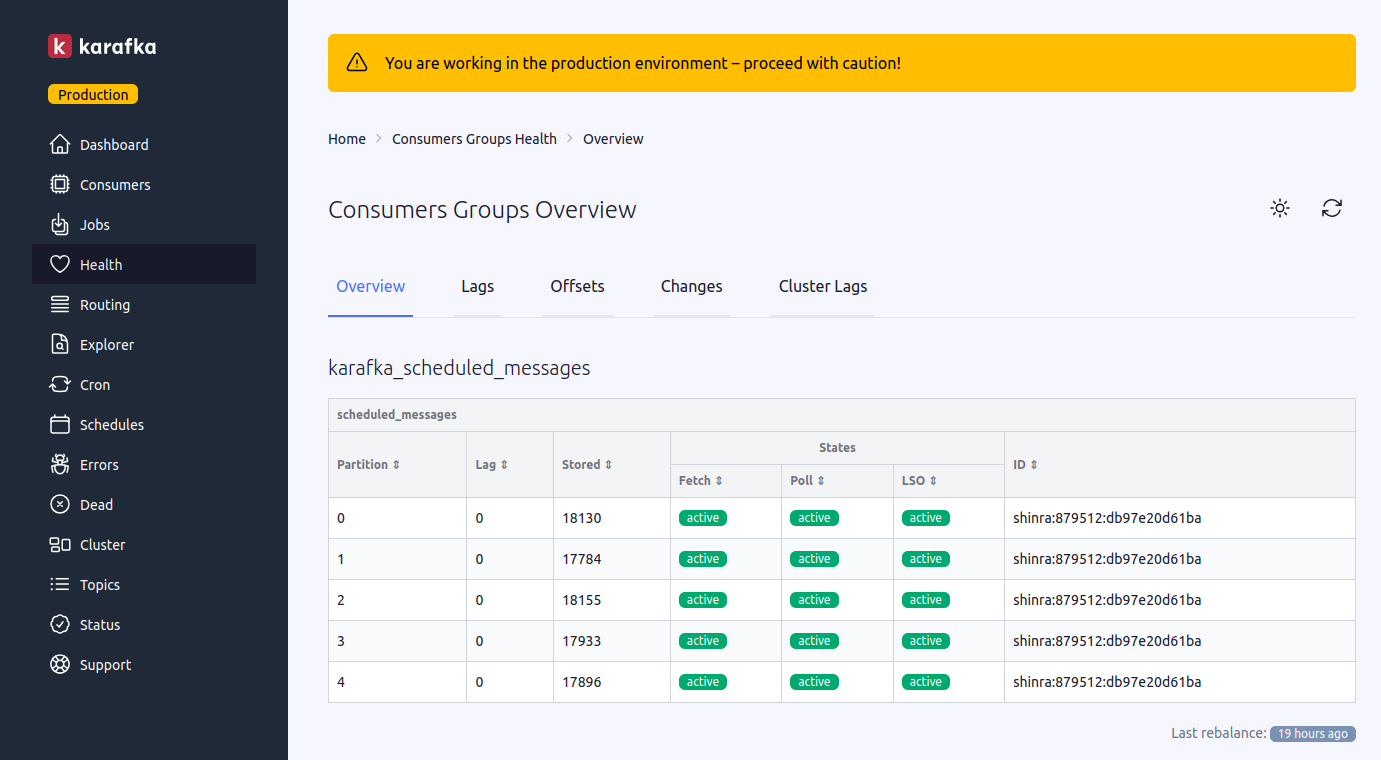 karafka
Production
Dashboard
Consumers
Jobs
Health
Routing
Explorer
Cron
Schedules
Errors
Dead
Cluster
Topics
Status
Support
You are working in the production environment – proceed with caution!
Home > Consumers Groups Health > Overview
Consumers Groups Overview
Overview Lags Offsets Changes Cluster Lags
karafka_scheduled_messages
scheduled_messages
Partition ⇕ Lag ⇕ Stored ⇕ States ID ⇕
Fetch ⇕ Poll ⇕ LSO ⇕
0 0 18130 active active active shinra:879512:db97e20d61ba
1 0 17784 active active active shinra:879512:db97e20d61ba
2 0 18155 active active active shinra:879512:db97e20d61ba
3 0 17933 active active active shinra:879512:db97e20d61ba
4 0 17896 active active active shinra:879512:db97e20d61ba
Last rebalance: 19 hours ago